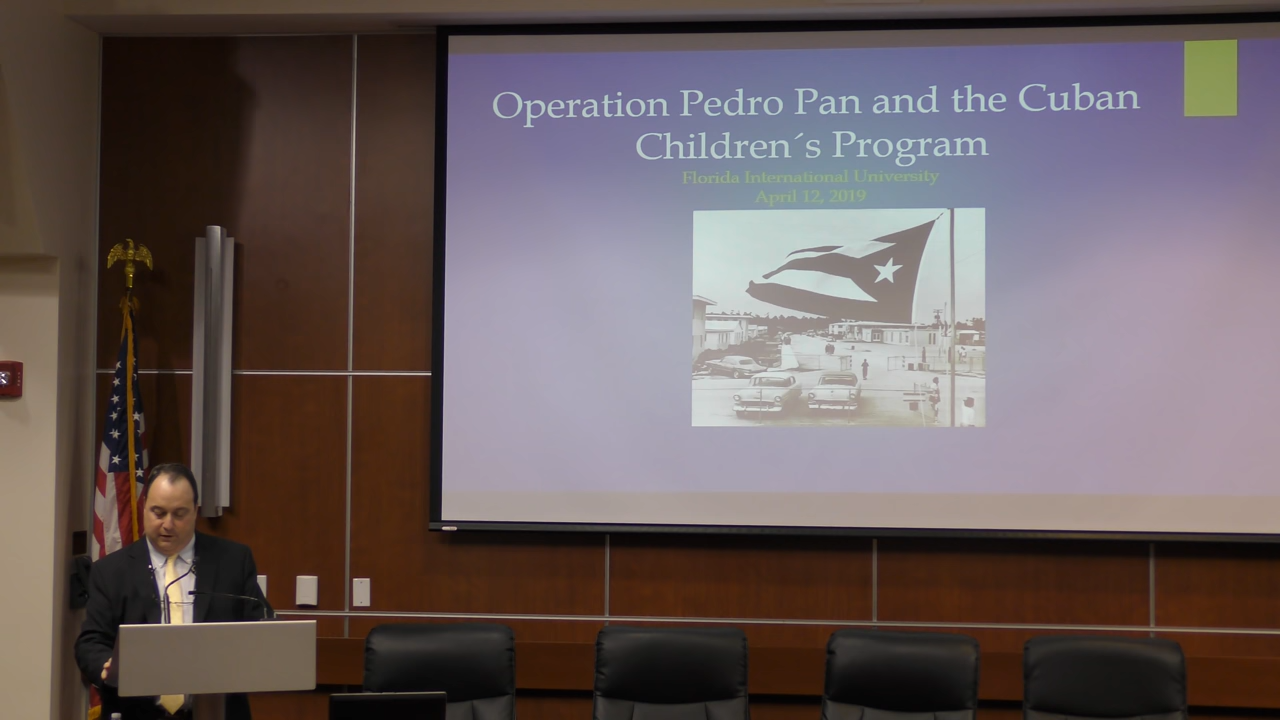 Operation Pedro Pan and the Cuban
Children´s Program
Florida International University
April 12, 2019